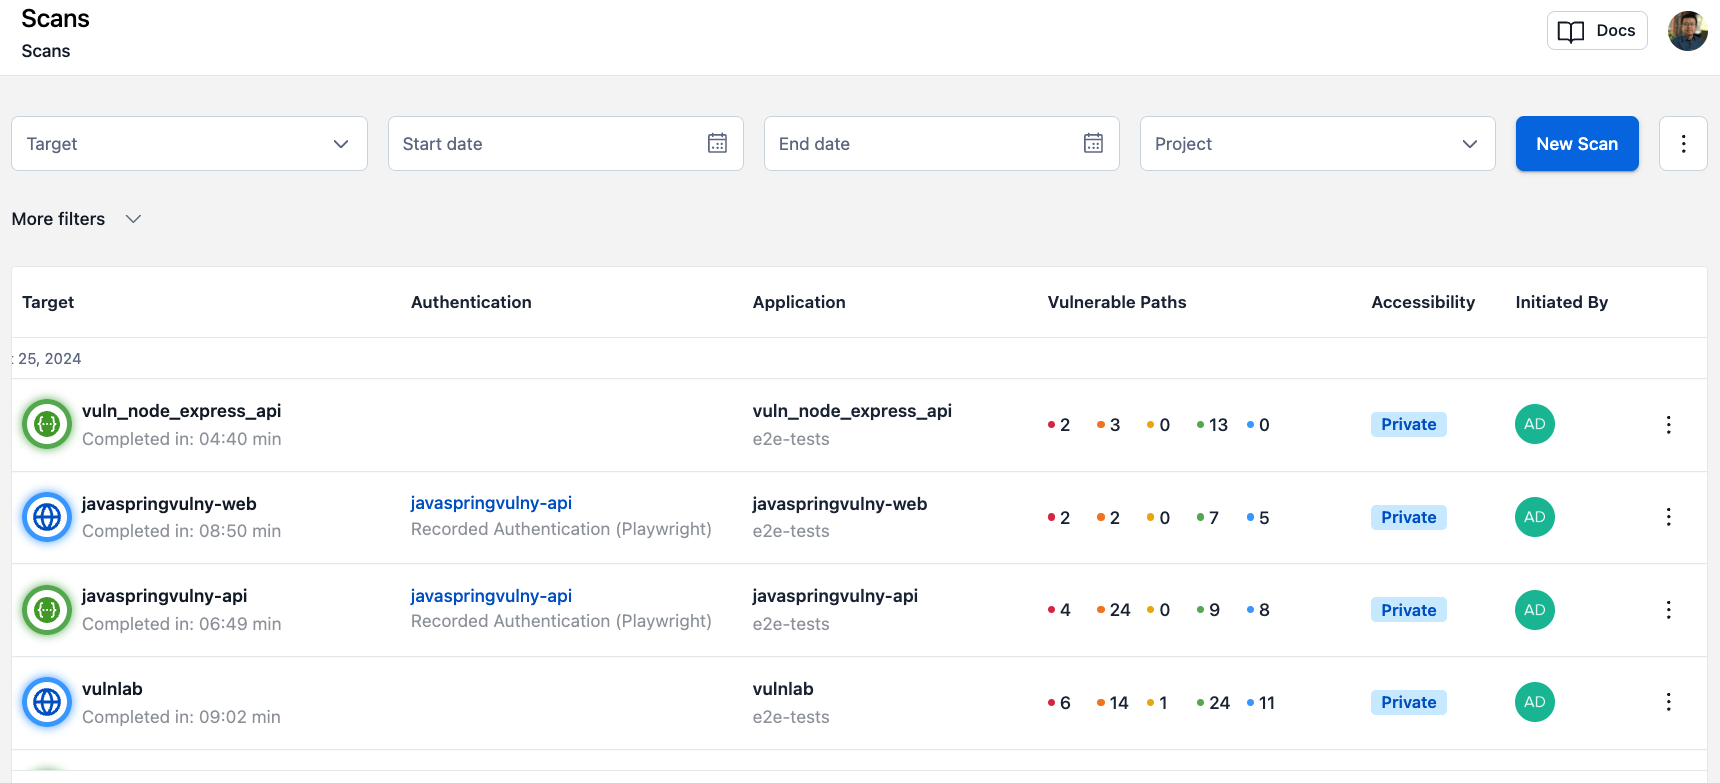 Scans
Scans
Docs
Target
Start date
End date
Project
New Scan
More filters
Target Authentication Application Vulnerable Paths Accessibility Initiated By
25, 2024
vuln_node_express_api
Completed in: 04:40 min
vuln_node_express_api
e2e-tests
2 3 0 13 0
Private
AD
javaspringvulny-web
Completed in: 08:50 min
javaspringvulny-api
Recorded Authentication (Playwright)
javaspringvulny-web
e2e-tests
2 2 0 7 5
Private
AD
javaspringvulny-api
Completed in: 06:49 min
javaspringvulny-api
Recorded Authentication (Playwright)
javaspringvulny-api
e2e-tests
4 24 0 9 8
Private
AD
vulnlab
Completed in: 09:02 min
vulnlab
e2e-tests
6 14 1 24 11
Private
AD